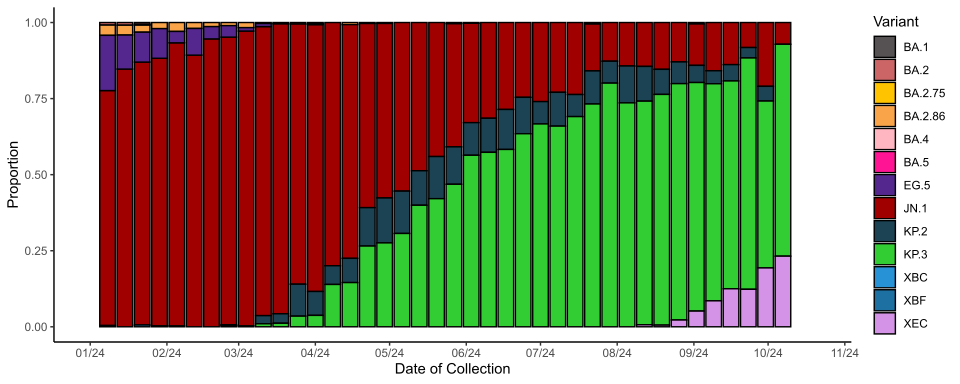 Variant
BA.1
BA.2
BA.2.75
BA.2.86
BA.4
BA.5
EG.5
JN.1
KP.2
KP.3
XBC
XBF
XEC
Proportion
1.00
0.75
0.50
0.25
0.00
01/24 02/24 03/24 04/24 05/24 06/24 07/24 08/24 09/24 10/24 11/24
Date of Collection